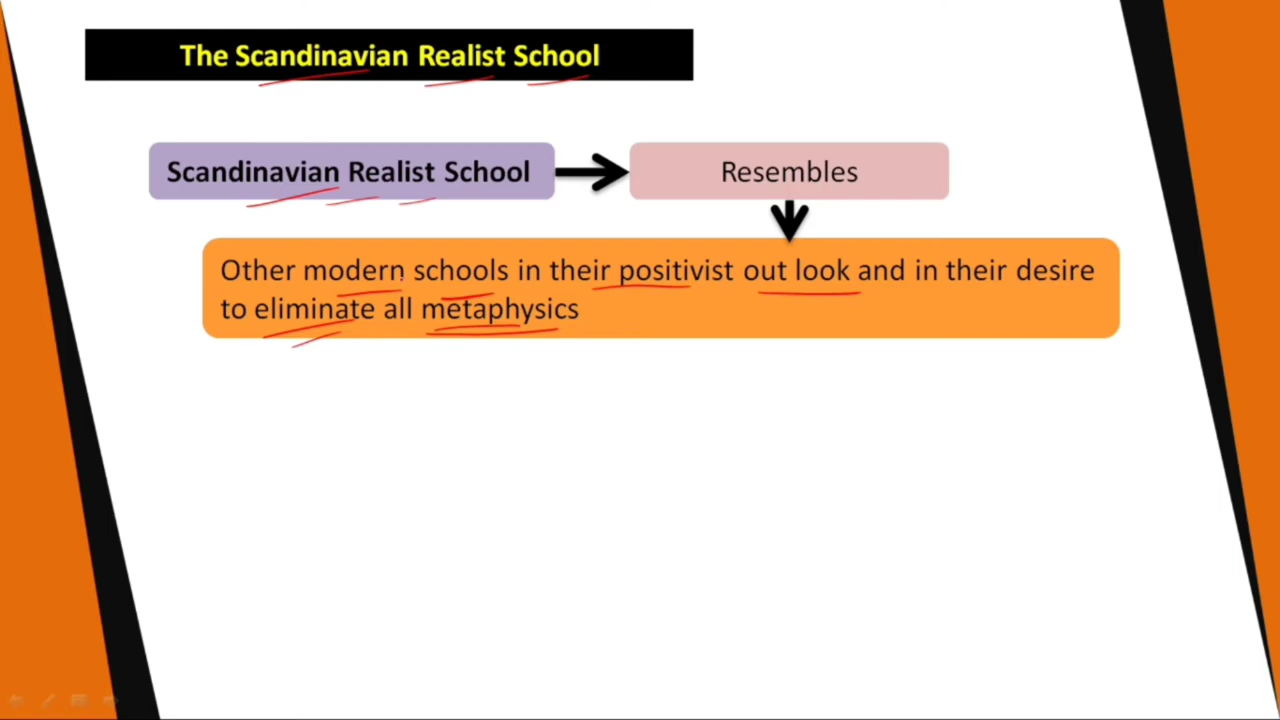 The Scandinavian Realist School
Scandinavian Realist School
Resembles
Other modern schools in their positivist out look and in their desire
to eliminate all metaphysics